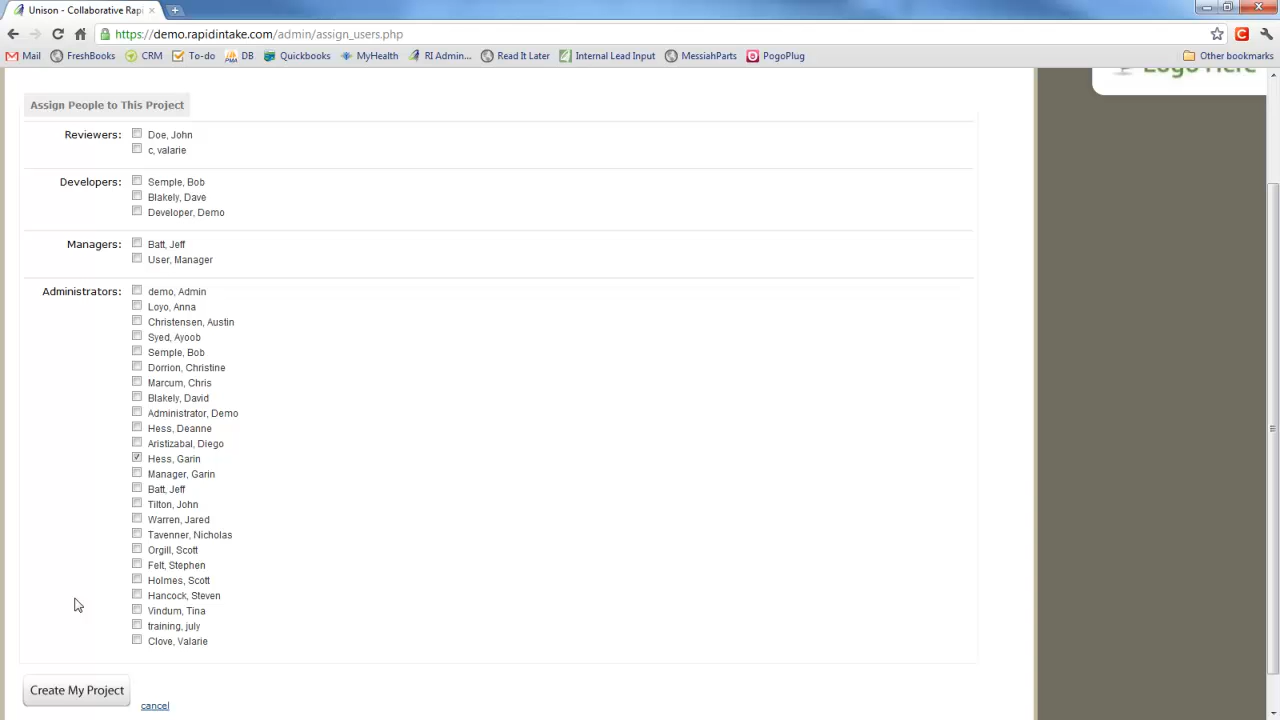 Unison - Collaborative Rapi
https://demo.rapidintake.com/admin/assign_users.php
Mail FreshBooks CRM To-do DB Quickbooks MyHealth RI Admin... Read It Later Internal Lead Input MessiahParts PogoPlug Other bookmarks
Logo Here
Assign People to This Project
Reviewers: Doe, John
c, valarie
Developers: Semple, Bob
Blakely, Dave
Developer, Demo
Managers: Batt, Jeff
User, Manager
Administrators: demo, Admin
Loyo, Anna
Christensen, Austin
Syed, Ayoob
Semple, Bob
Dorrion, Christine
Marcum, Chris
Blakely, David
Administrator, Demo
Hess, Deanne
Aristizabal, Diego
Hess, Garin
Manager, Garin
Batt, Jeff
Tilton, John
Warren, Jared
Tavenner, Nicholas
Orgill, Scott
Felt, Stephen
Holmes, Scott
Hancock, Steven
Vindum, Tina
training, july
Clove, Valarie
Create My Project
cancel